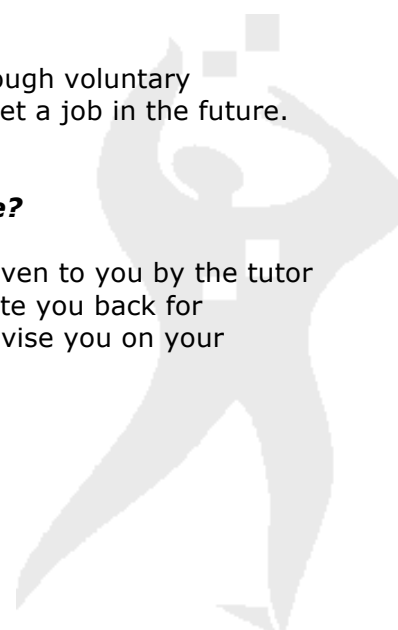 ough voluntary
et a job in the future.
e?
ven to you by the tutor
te you back for
vise you on your